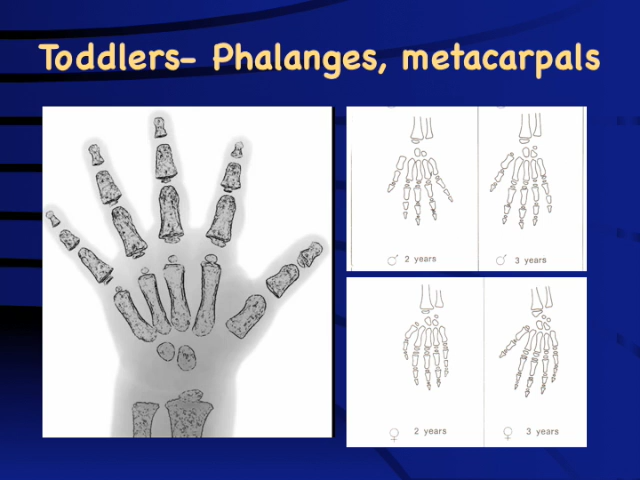 Toddlers- Phalanges, metacarpals
♂ 2 years
♂ 3 years
♀ 2 years
♀ 3 years